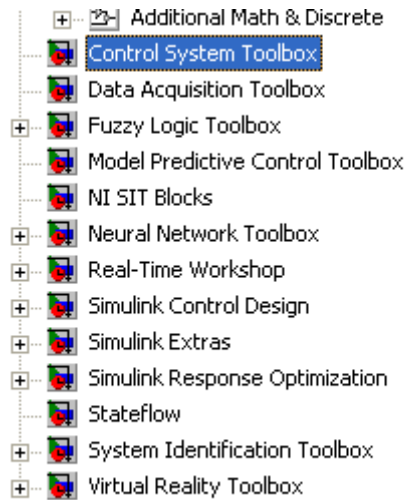 Additional Math & Discrete
Control System Toolbox
Data Acquisition Toolbox
Fuzzy Logic Toolbox
Model Predictive Control Toolbox
NI SIT Blocks
Neural Network Toolbox
Real-Time Workshop
Simulink Control Design
Simulink Extras
Simulink Response Optimization
Stateflow
System Identification Toolbox
Virtual Reality Toolbox